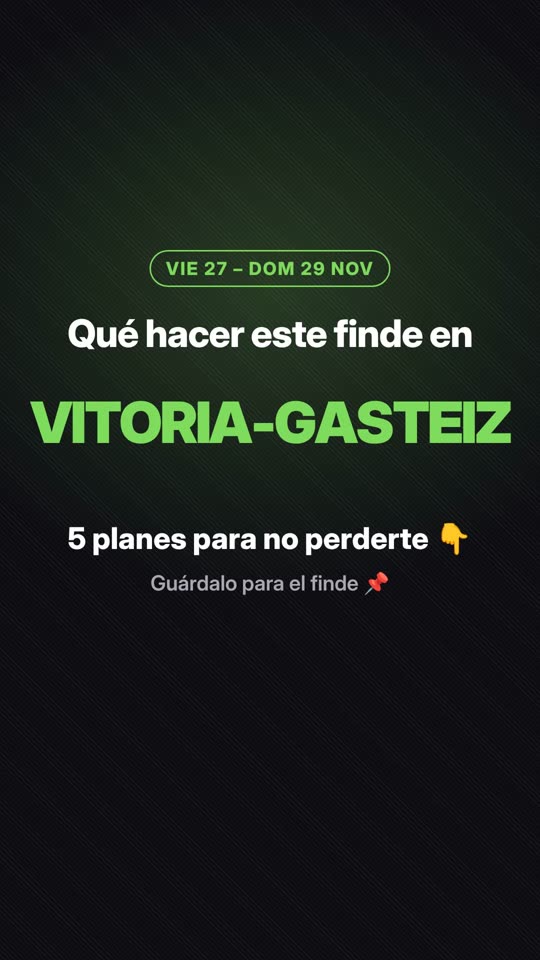 VIE 27 – DOM 29 NOV
Qué hacer este finde en
VITORIA-GASTEIZ
5 planes para no perderte 👇
Guárdalo para el finde 📌